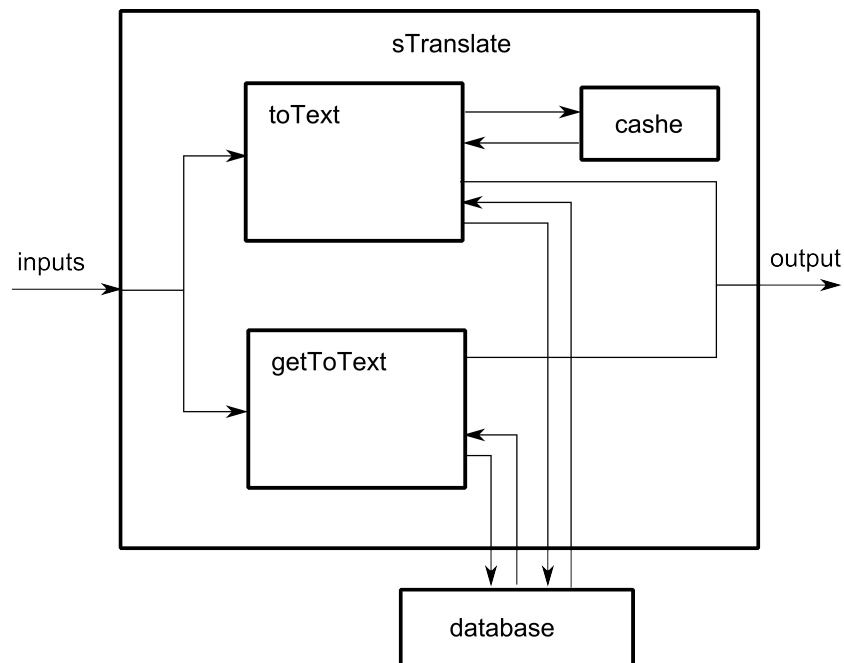 sTranslate
toText
cashe
inputs
output
getToText
database